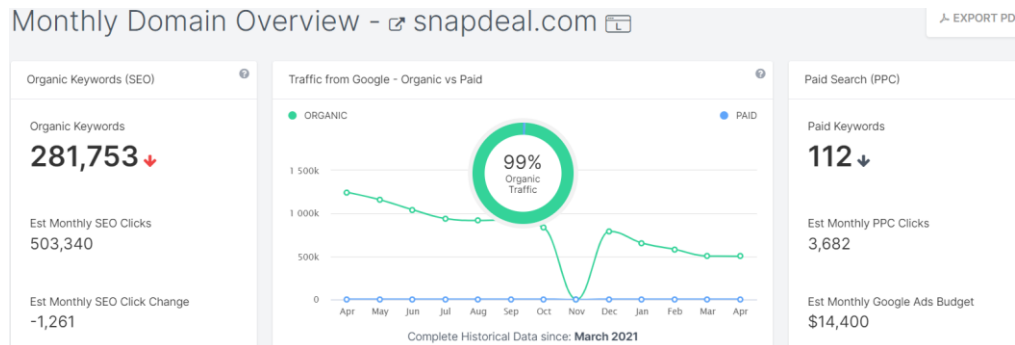 Monthly Domain Overview - snapdeal.com
L
EXPORT PD
Organic Keywords (SEO)
?
Organic Keywords
281,753
Est Monthly SEO Clicks
503,340
Est Monthly SEO Click Change
-1,261
Traffic from Google - Organic vs Paid
?
ORGANIC
PAID
99%
Organic
Traffic
1 500k
1 000k
500k
0
Apr May Jun Jul Aug Sep Oct Nov Dec Jan Feb Mar Apr
Complete Historical Data since: March 2021
Paid Search (PPC)
Paid Keywords
112
Est Monthly PPC Clicks
3,682
Est Monthly Google Ads Budget
$14,400